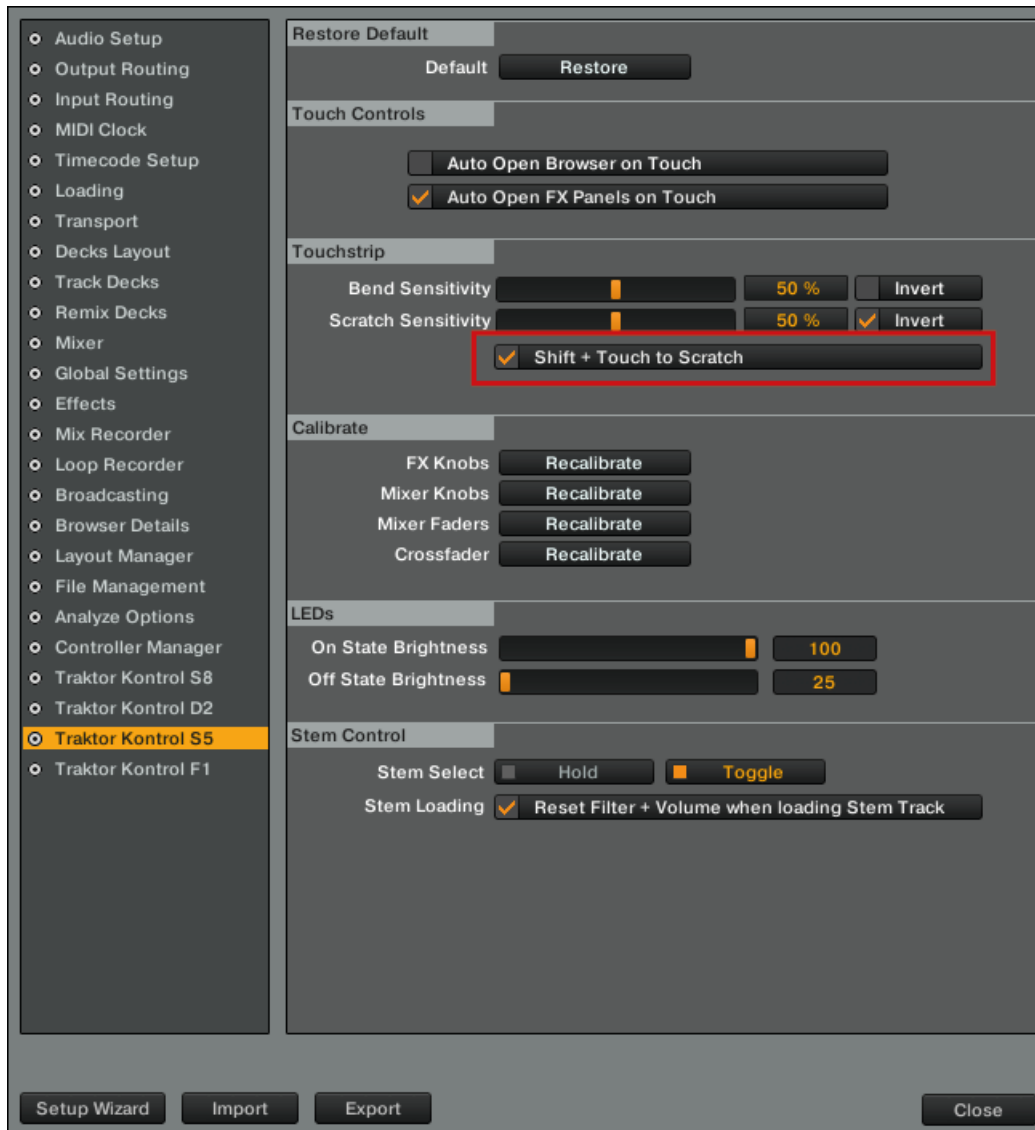 Audio Setup
Output Routing
Input Routing
MIDI Clock
Timecode Setup
Loading
Transport
Decks Layout
Track Decks
Remix Decks
Mixer
Global Settings
Effects
Mix Recorder
Loop Recorder
Broadcasting
Browser Details
Layout Manager
File Management
Analyze Options
Controller Manager
Traktor Kontrol S8
Traktor Kontrol D2
Traktor Kontrol S5
Traktor Kontrol F1
Restore Default
Default Restore
Touch Controls
Auto Open Browser on Touch
Auto Open FX Panels on Touch
Touchstrip
Bend Sensitivity 50 % Invert
Scratch Sensitivity 50 % Invert
Shift + Touch to Scratch
Calibrate
FX Knobs Recalibrate
Mixer Knobs Recalibrate
Mixer Faders Recalibrate
Crossfader Recalibrate
LEDs
On State Brightness 100
Off State Brightness 25
Stem Control
Stem Select Hold Toggle
Stem Loading Reset Filter + Volume when loading Stem Track
Setup Wizard Import Export Close